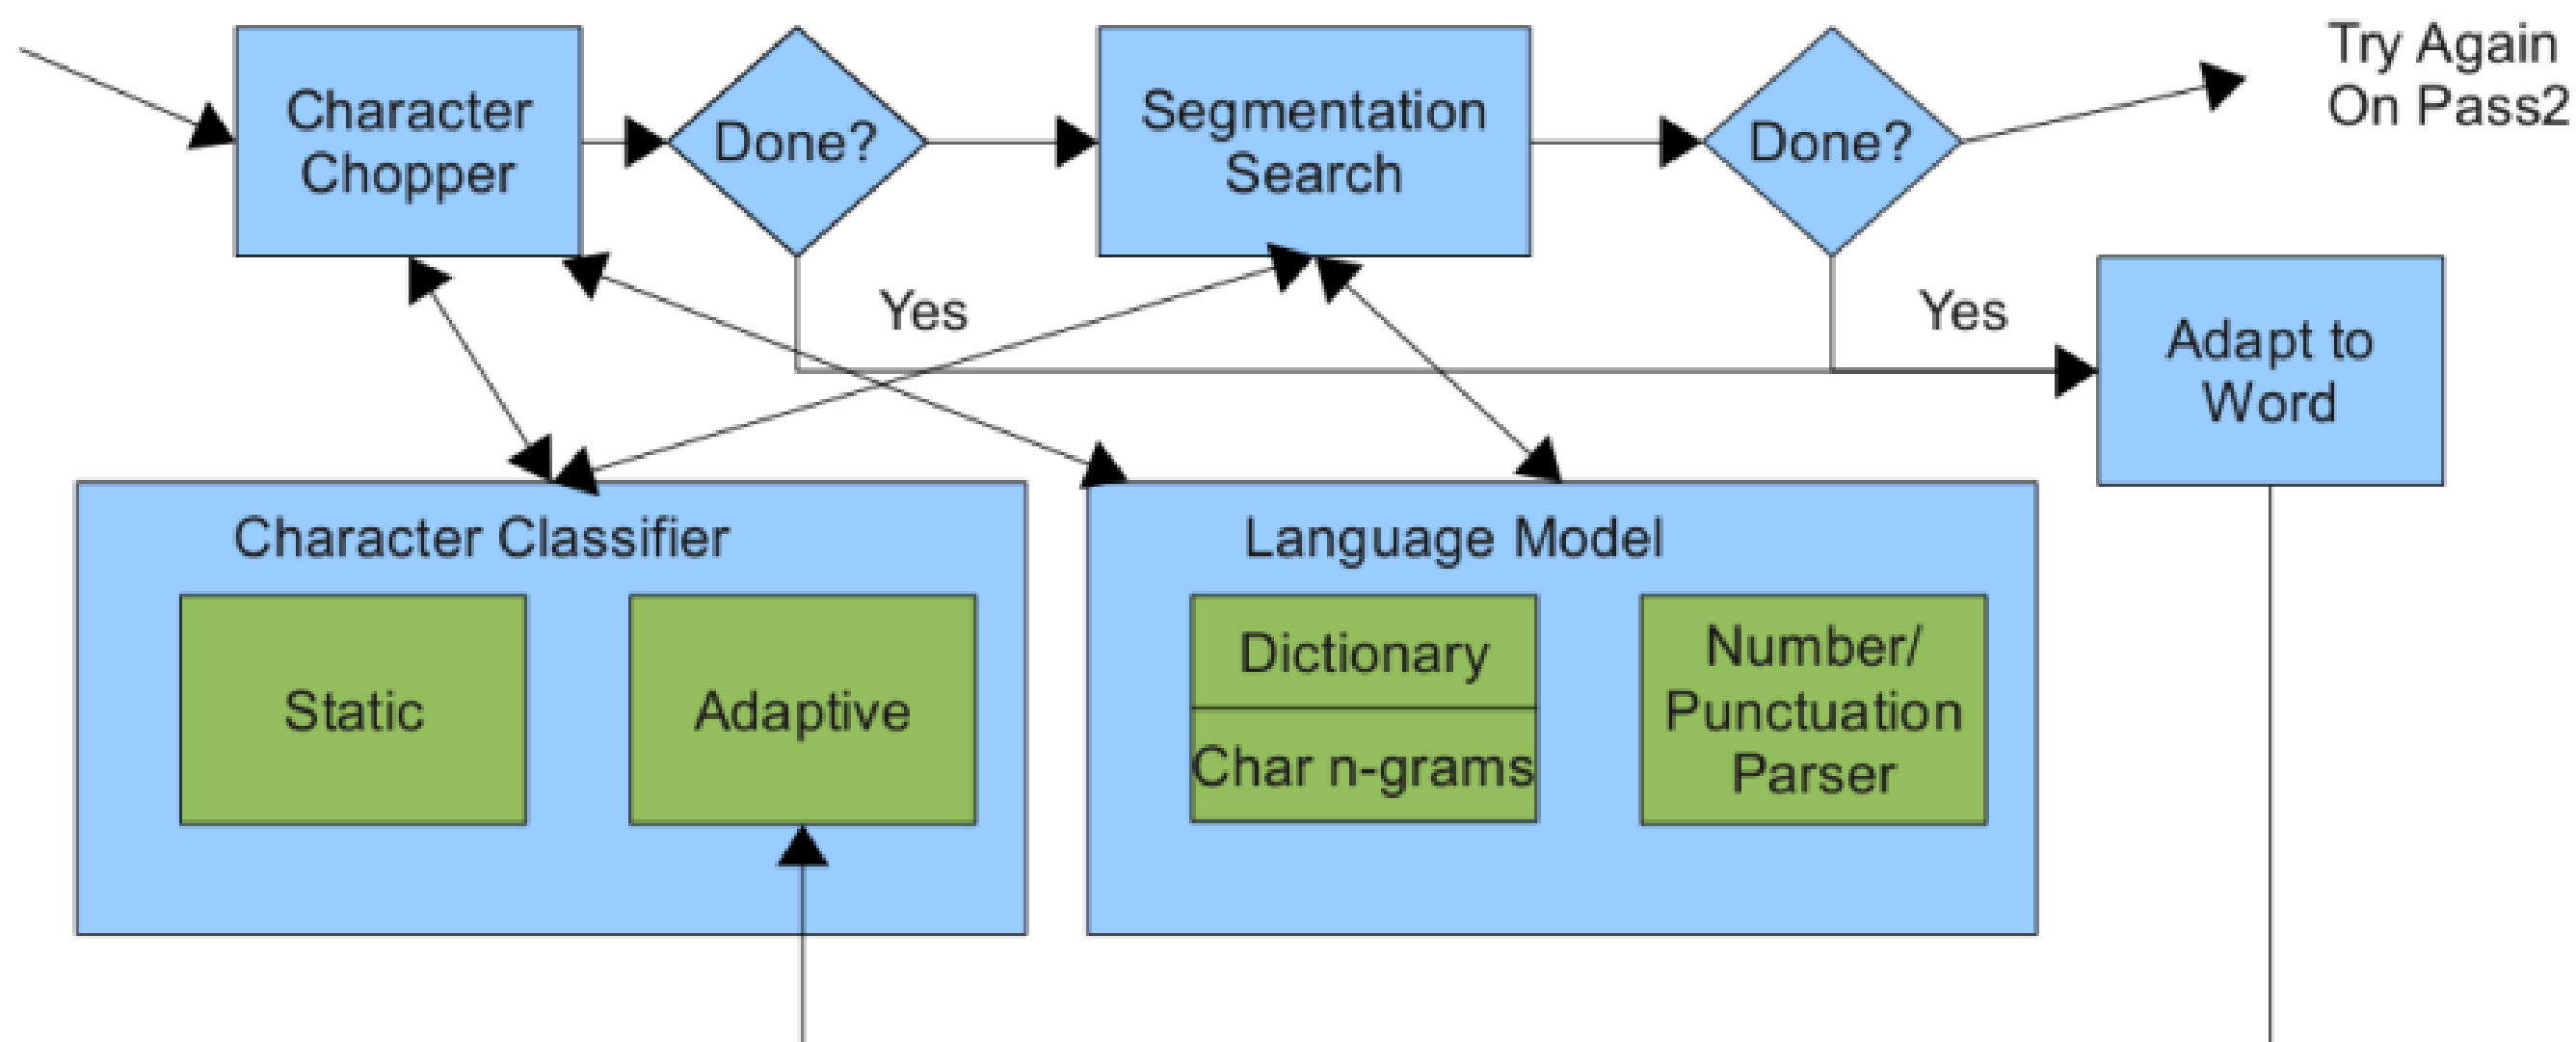 Character
Chopper
Done?
Segmentation
Search
Done?
Try Again
On Pass2
Yes
Yes
Adapt to
Word
Character Classifier
Static
Adaptive
Language Model
Dictionary
Char n-grams
Number/
Punctuation
Parser